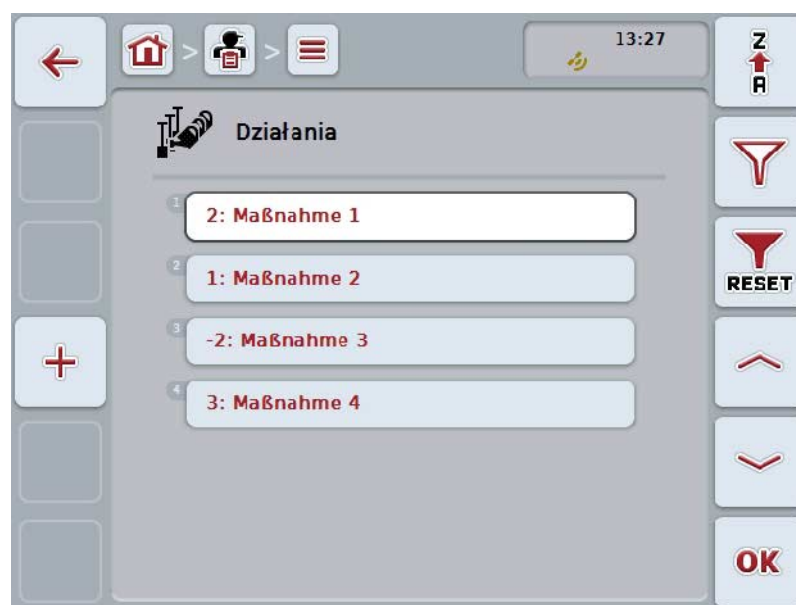 13:27
Z
A
Działania
1
2: Maßnahme 1
2
1: Maßnahme 2
RESET
3
-2: Maßnahme 3
4
3: Maßnahme 4
OK